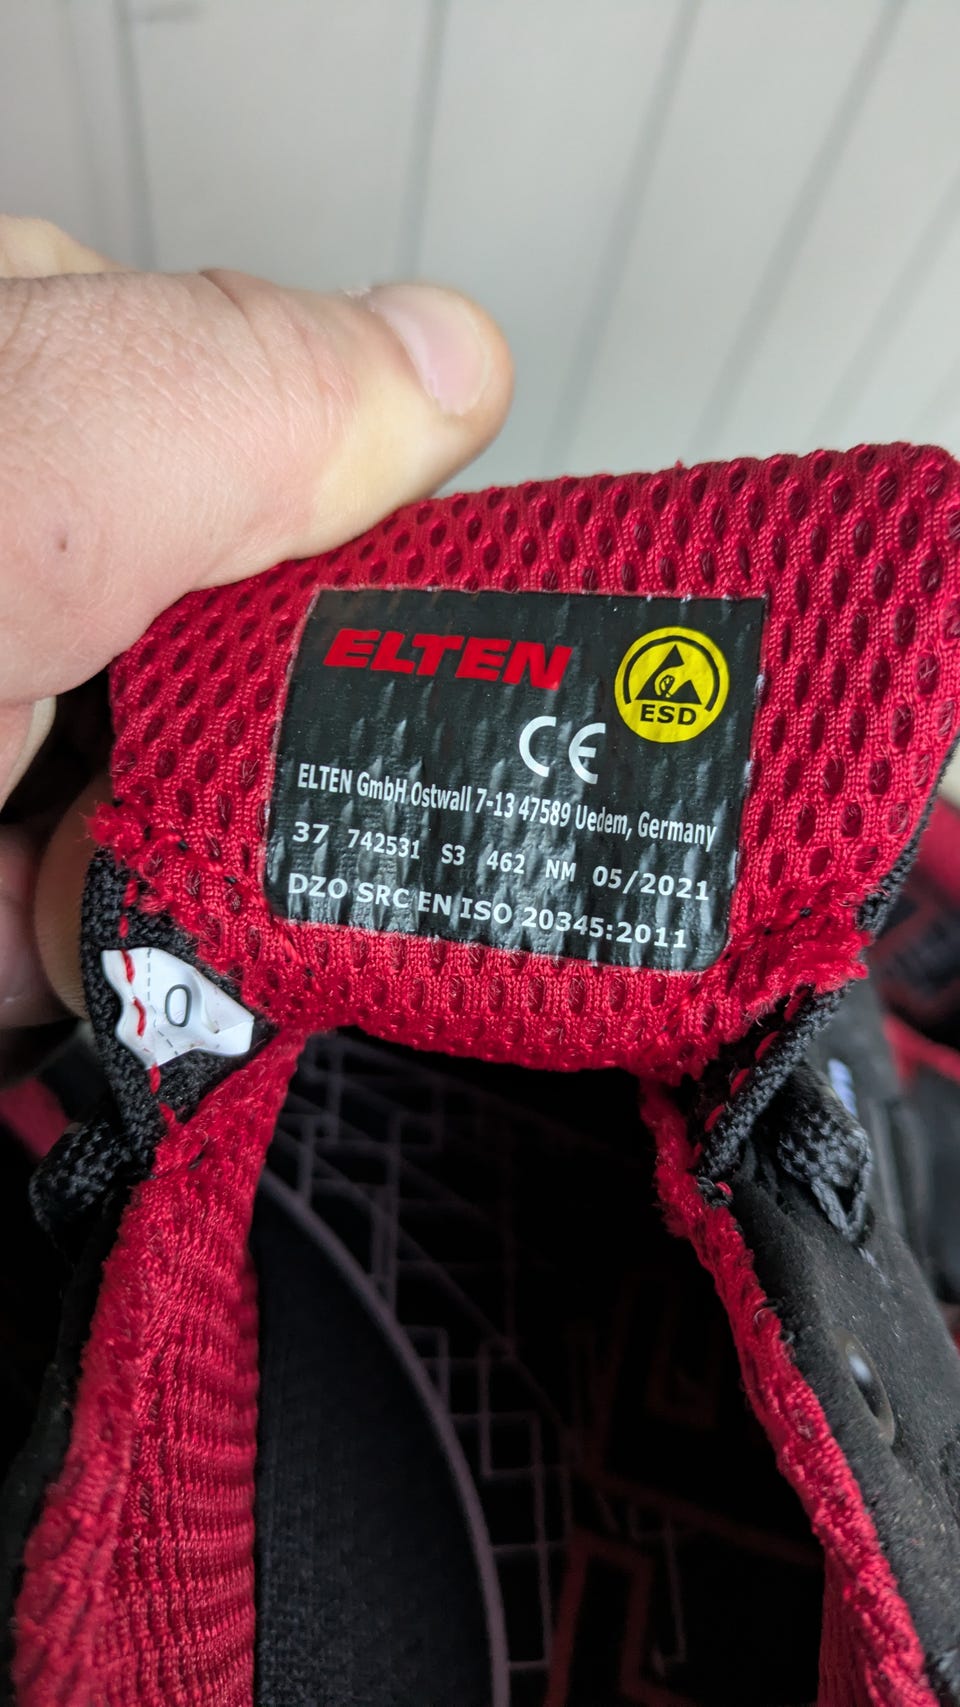 ELTEN
ESD
CE
ELTEN GmbH Ostwall 7-13 47589 Uedem, Germany
37 742531 S3 462 NM 05/2021
DZO SRC EN ISO 20345:2011
0